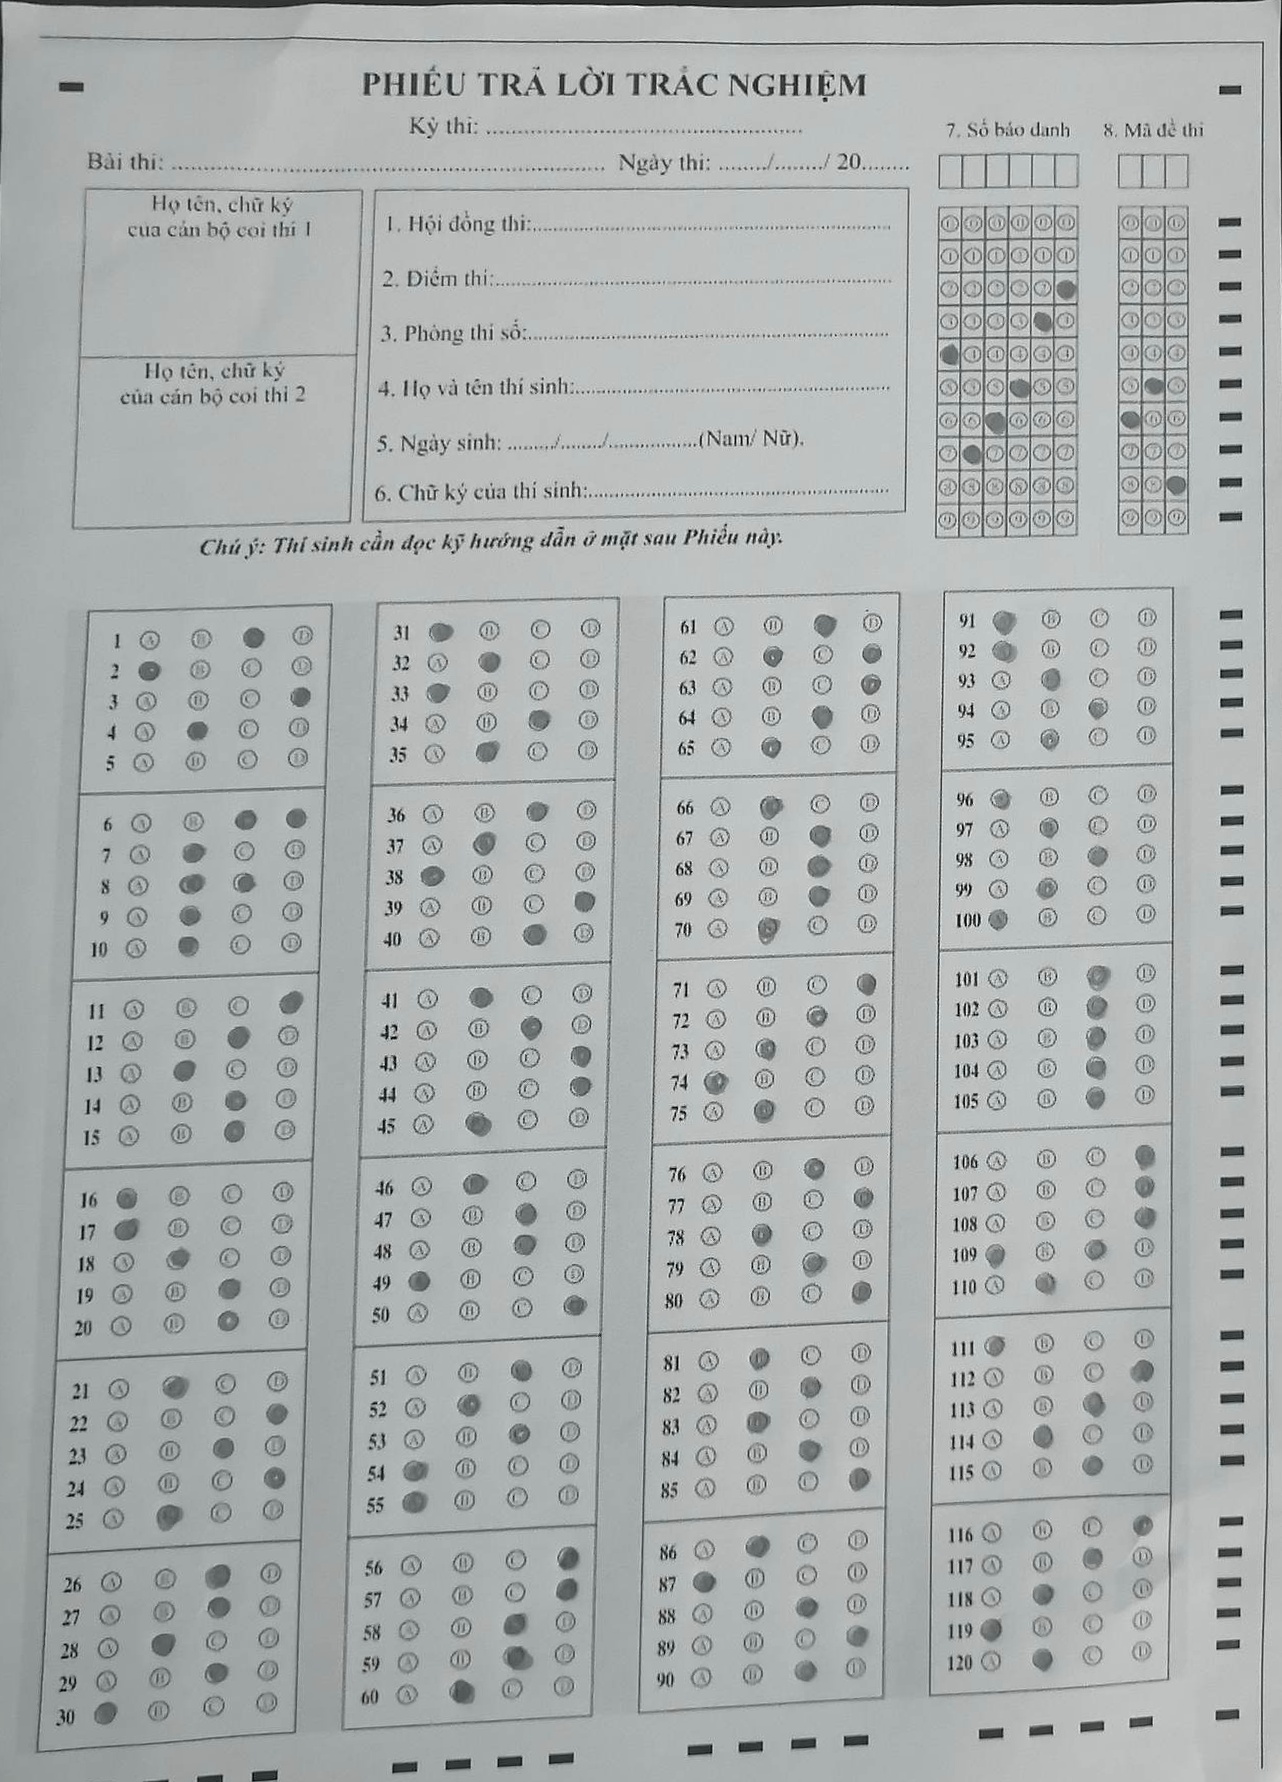 PHIẾU TRẢ LỜI TRẮC NGHIỆM
Kỳ thi: ..........
Bài thi: .......... Ngày thi: ......../......../ 20........
7. Số báo danh
8. Mã đề thi
Họ tên, chữ ký
của cán bộ coi thi 1
Họ tên, chữ ký
của cán bộ coi thi 2
1. Hội đồng thi:..........
2. Điểm thi:..........
3. Phòng thi số:..........
4. Họ và tên thí sinh:..........
5. Ngày sinh: ......../......../...............(Nam/ Nữ).
6. Chữ ký của thí sinh:..........
Chú ý: Thí sinh cần đọc kỹ hướng dẫn ở mặt sau Phiếu này.
1 A B D
2 B C D
3 A B C
4 A C D
5 A B C D
6 A B
7 A C D
8 A D
9 A C D
10 A C D
11 A B C
12 A B D
13 A C D
14 A B D
15 A B D
16 B C D
17 B C D
18 A C D
19 A B D
20 A B D
21 A C D
22 A B C
23 A B D
24 A B C
25 A C D
26 A B D
27 A B D
28 A C D
29 A B D
30 B C D
31 B C D
32 A C D
33 B C D
34 A B D
35 A C D
36 A B D
37 A C D
38 B C D
39 A B C
40 A B D
41 A C D
42 A B D
43 A B C
44 A B C
45 A C D
46 A C D
47 A B D
48 A B D
49 B C D
50 A B C
51 A B D
52 A C D
53 A B D
54 B C D
55 B C D
56 A B C
57 A B C
58 A B D
59 A B D
60 A C D
61 A B D
62 A C
63 A B C
64 A B D
65 A C D
66 A C D
67 A B D
68 A B D
69 A B D
70 A C D
71 A B C
72 A B D
73 A C D
74 B C D
75 A C D
76 A B D
77 A B C
78 A C D
79 A B D
80 A B C
81 A C D
82 A B D
83 A C D
84 A B D
85 A B C
86 A C D
87 B C D
88 A B D
89 A B C
90 A B D
91 B C D
92 B C D
93 A C D
94 A B D
95 A C D
96 B C D
97 A C D
98 A B D
99 A C D
100 B C D
101 A B D
102 A B D
103 A B D
104 A B D
105 A B D
106 A B C
107 A B C
108 A B C
109 B D
110 A C D
111 B C D
112 A B C
113 A B D
114 A C D
115 A B D
116 A B C
117 A B D
118 A C D
119 B C D
120 A C D